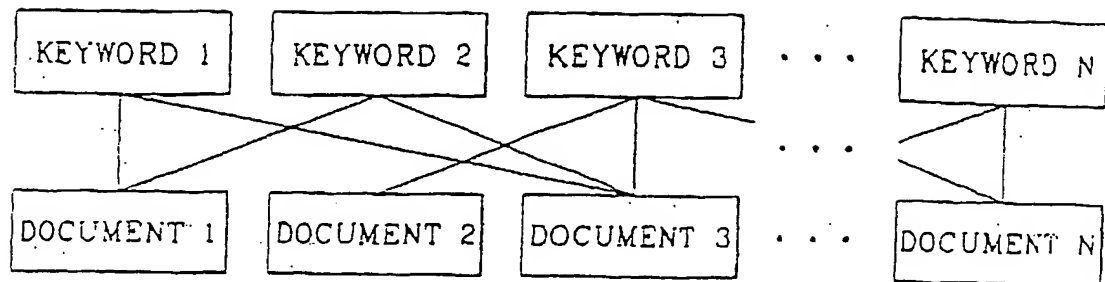 KEYWORD 1 KEYWORD 2 KEYWORD 3 . . . KEYWORD N
. . .
DOCUMENT 1 DOCUMENT 2 DOCUMENT 3 . . . DOCUMENT N